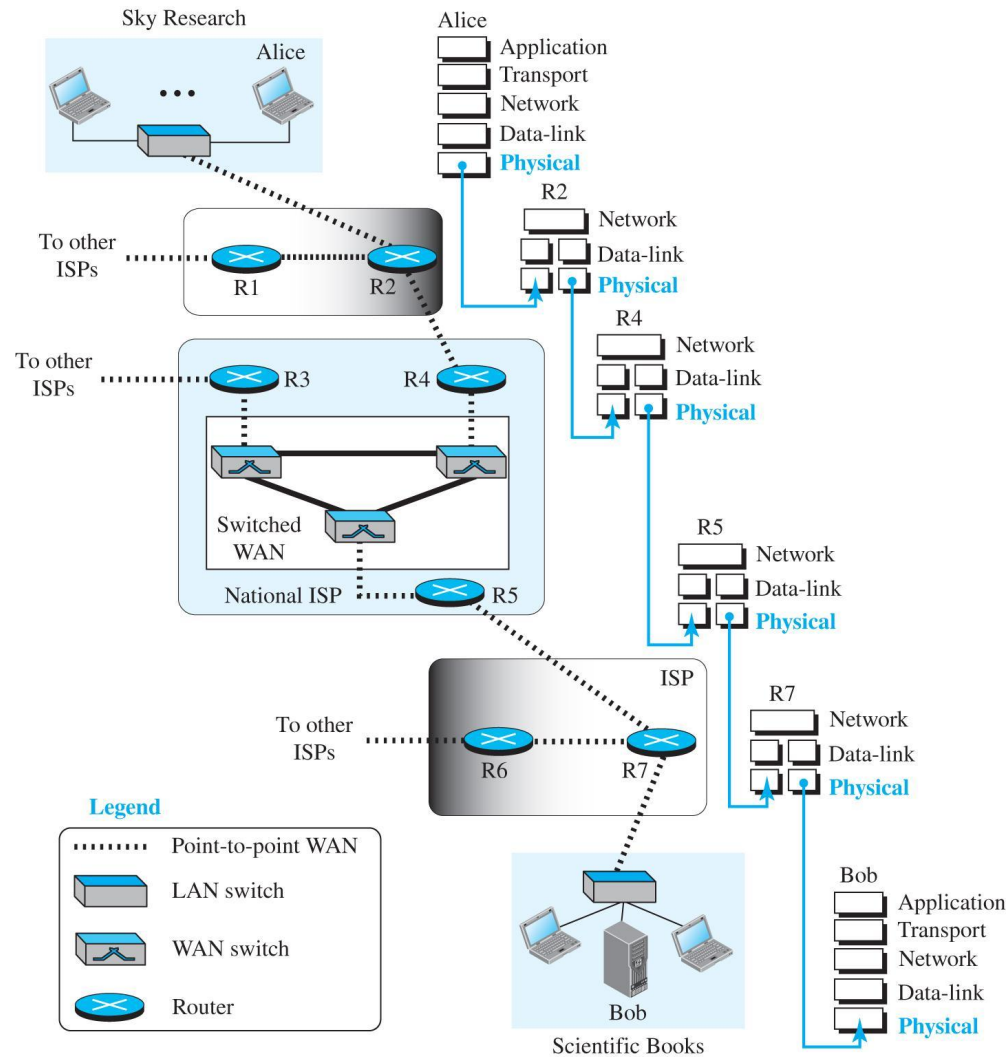 Sky Research
Alice
To other
ISPs
R1
R2
To other
ISPs
R3
R4
Switched
WAN
National ISP
R5
ISP
To other
ISPs
R6
R7
Bob
Scientific Books
Legend
Point-to-point WAN
LAN switch
WAN switch
Router
Alice
Application
Transport
Network
Data-link
Physical
R2
Network
Data-link
Physical
R4
Network
Data-link
Physical
R5
Network
Data-link
Physical
R7
Network
Data-link
Physical
Bob
Application
Transport
Network
Data-link
Physical